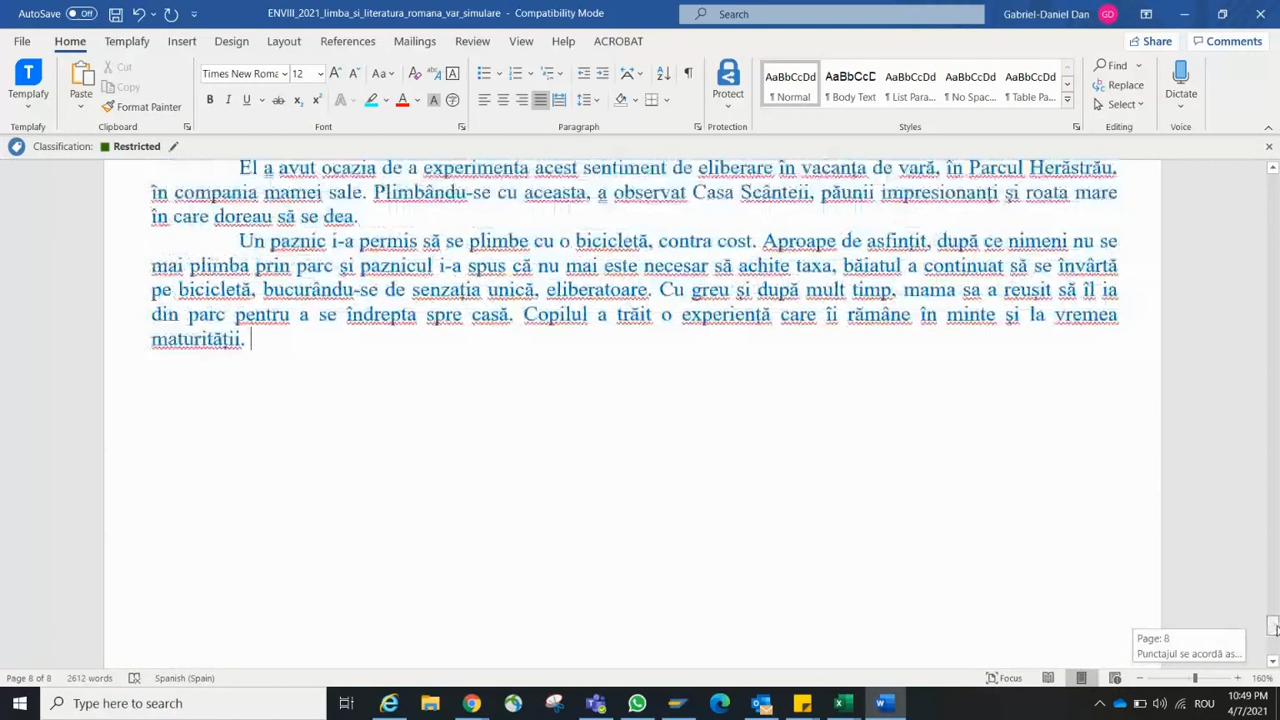 AutoSave Off
ENVIII_2021_limba_si_literatura_romana_var_simulare - Compatibility Mode
Search
Gabriel-Daniel Dan GD
File Home Templafy Insert Design Layout References Mailings Review View Help ACROBAT Share Comments
Templafy
Paste
Cut
Copy
Format Painter
Times New Roma 12
AaBbCcDd AaBbCcD AaBbCcDd AaBbCcDd AaBbCcDd
¶ Normal ¶ Body Text ¶ List Para... ¶ No Spac... ¶ Table Pa...
Protect
Find
Replace
Select
Dictate
Templafy Clipboard Font Paragraph Protection Styles Editing Voice
Classification: Restricted
El a avut ocazia de a experimenta acest sentiment de eliberare în vacanța de vară, în Parcul Herăstrău,
în compania mamei sale. Plimbându-se cu aceasta, a observat Casa Scânteii, păunii impresionanți și roata mare
în care doreau să se dea.
Un paznic i-a permis să se plimbe cu o bicicletă, contra cost. Aproape de asfințit, după ce nimeni nu se
mai plimba prin parc și paznicul i-a spus că nu mai este necesar să achite taxa, băiatul a continuat să se învârtă
pe bicicletă, bucurându-se de senzația unică, eliberatoare. Cu greu și după mult timp, mama sa a reușit să îl ia
din parc pentru a se îndrepta spre casă. Copilul a trăit o experiență care îi rămâne în minte și la vremea
maturității.
Page: 8
Punctajul se acordă as...
Page 8 of 8 2612 words Spanish (Spain) Focus 160%
Type here to search
ROU
10:49 PM
4/7/2021